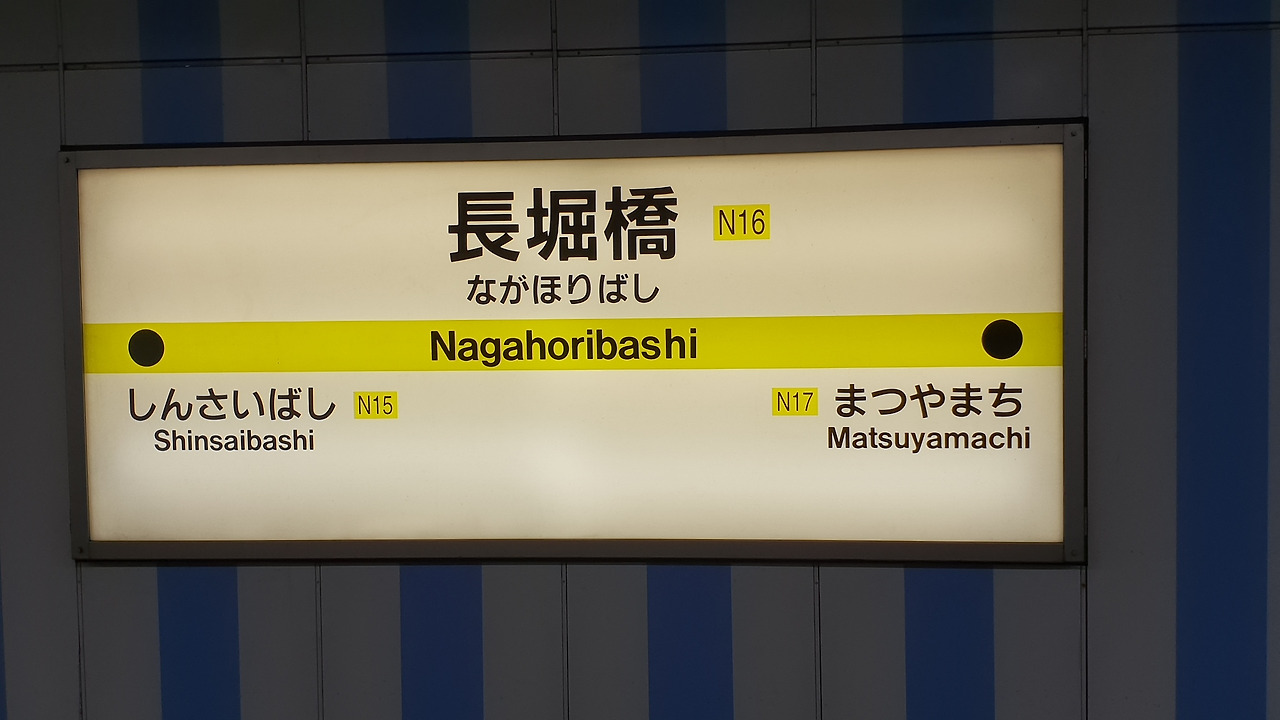 長堀橋 N16
ながほりばし
Nagahoribashi
しんさいばし N15
Shinsaibashi
N17 まつやまち
Matsuyamachi